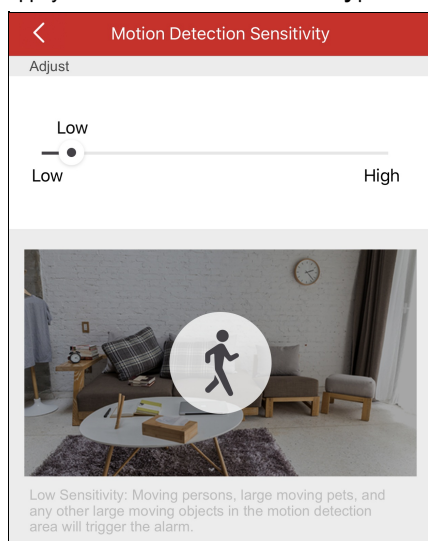 Motion Detection Sensitivity
Adjust
Low
Low High
Low Sensitivity: Moving persons, large moving pets, and
any other large moving objects in the motion detection
area will trigger the alarm.